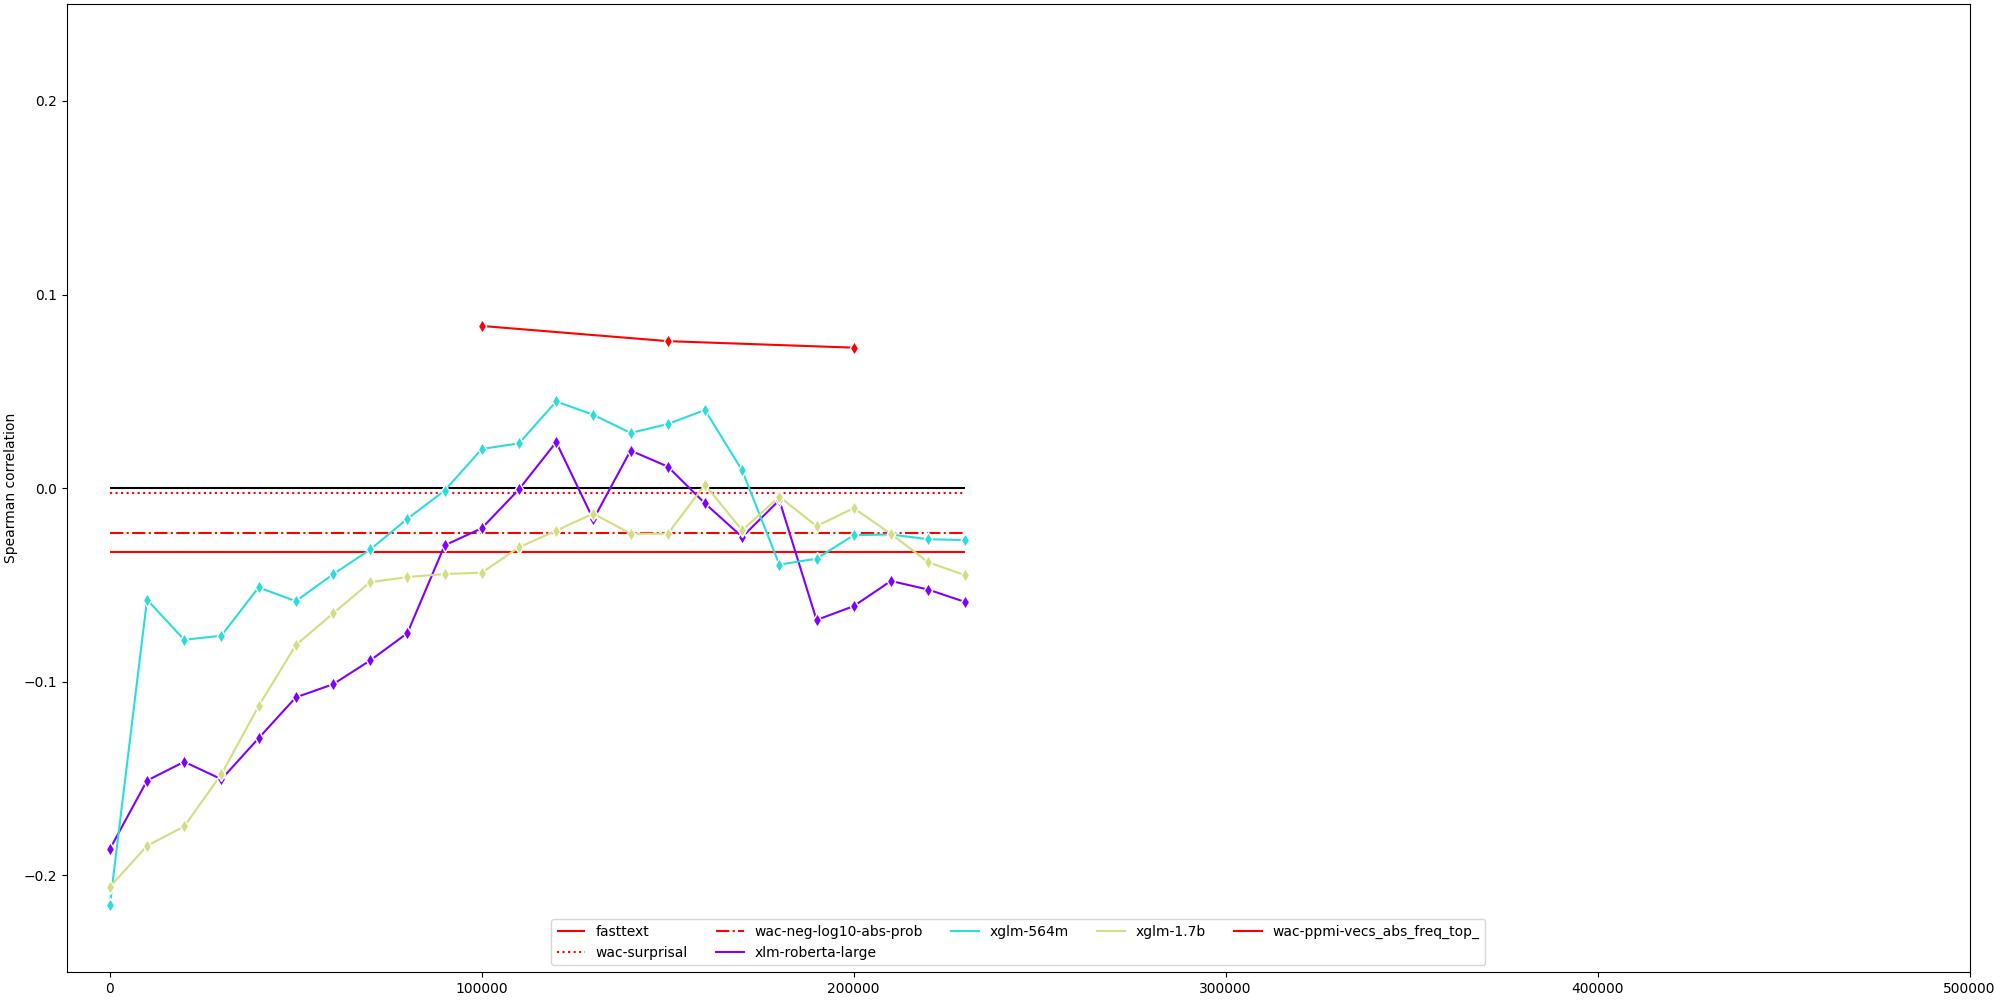 0.2
0.1
0.0
−0.1
−0.2
Spearman correlation
fasttext
wac-surprisal
wac-neg-log10-abs-prob
xlm-roberta-large
xglm-564m
xglm-1.7b
wac-ppmi-vecs_abs_freq_top_
0 100000 200000 300000 400000 500000